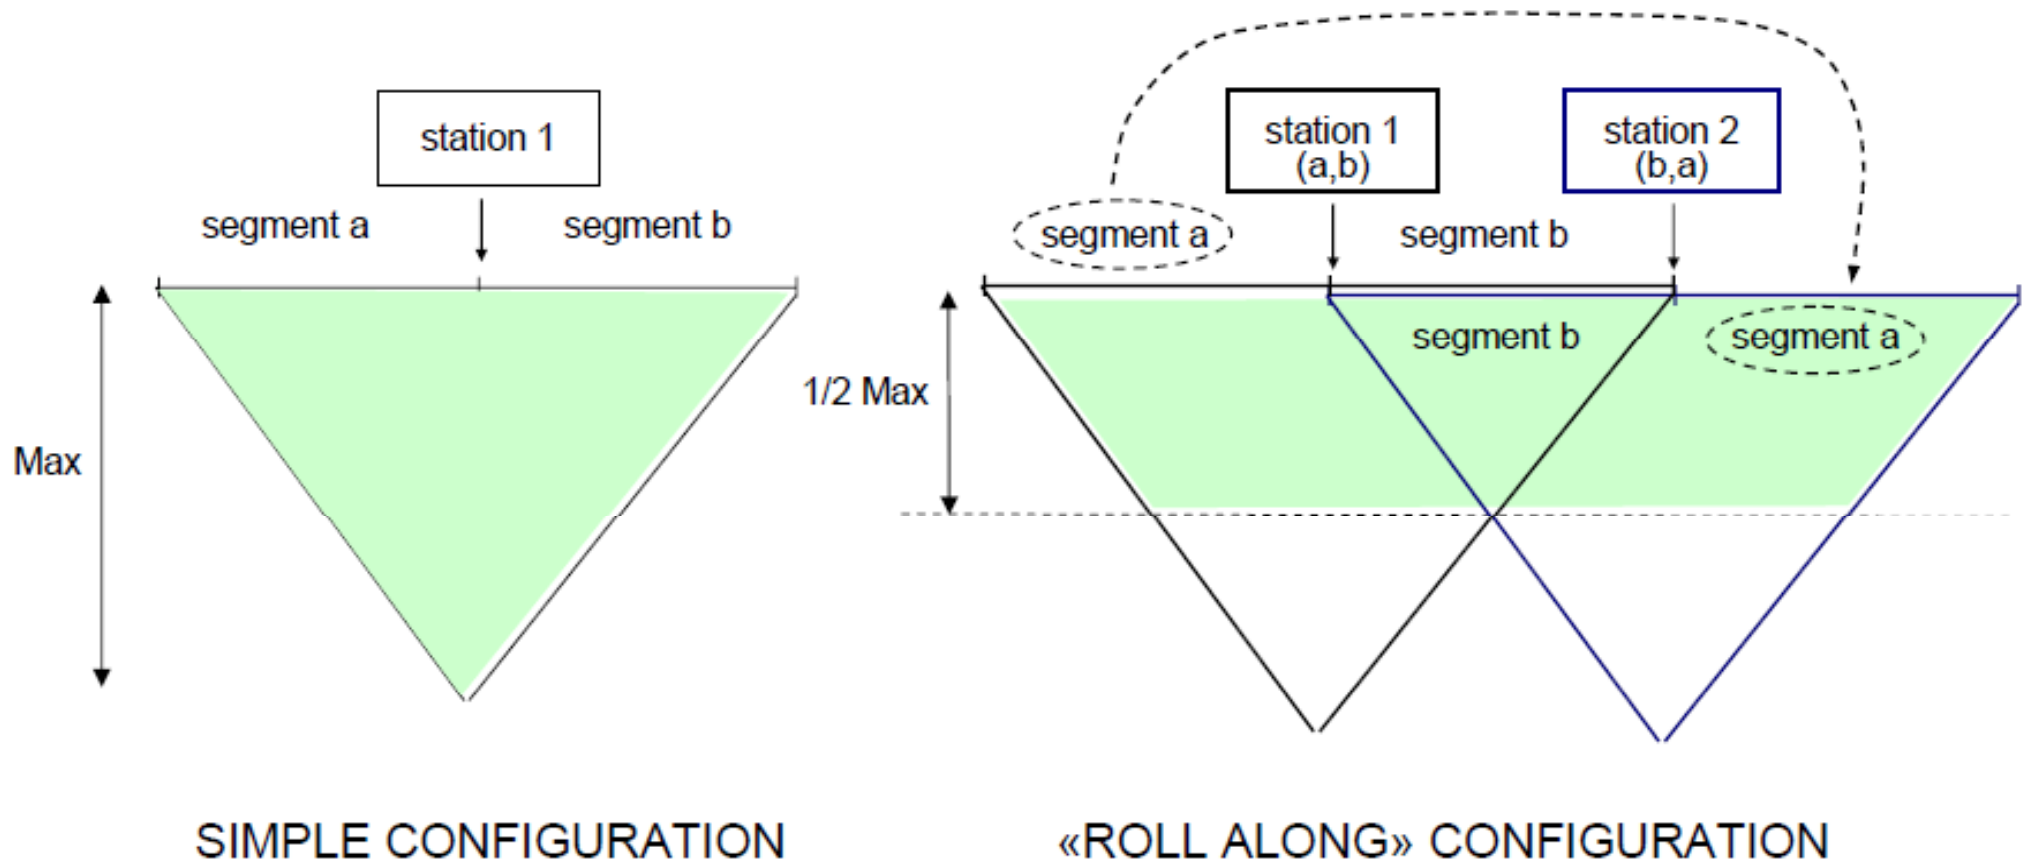 station 1
segment a
segment b
Max
SIMPLE CONFIGURATION
station 1
(a,b)
station 2
(b,a)
segment a
segment b
segment b
segment a
1/2 Max
«ROLL ALONG» CONFIGURATION